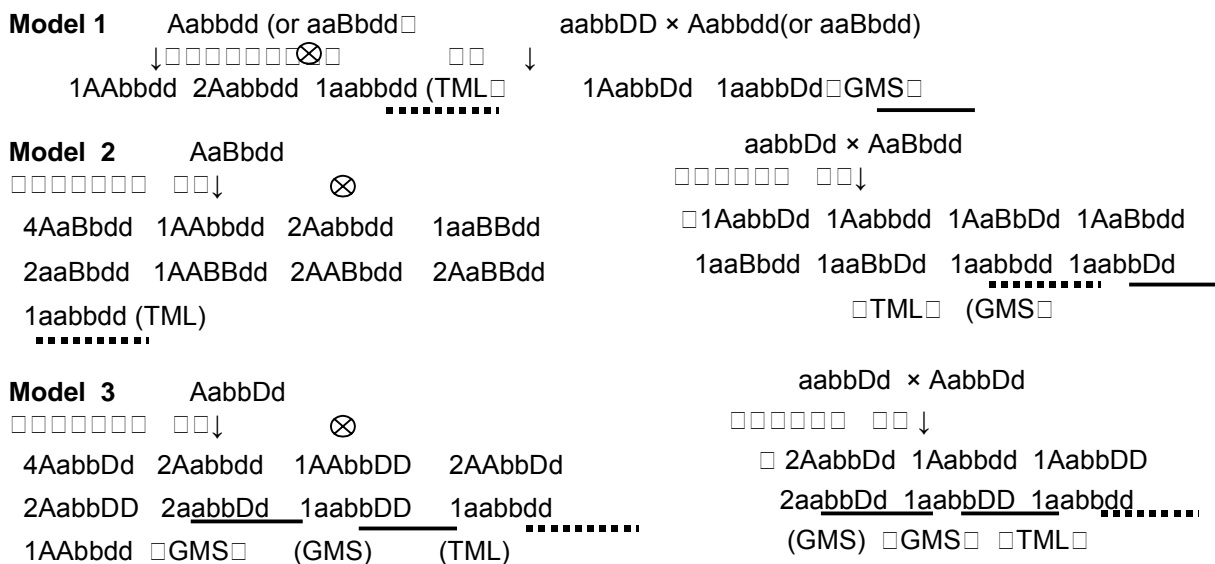 Model 1 Aabbdd (or aaBbdd□ aabbDD × Aabbdd(or aaBbdd)
↓□□□□□□□⊗□ □□ ↓
1AAbbdd 2Aabbdd 1aabbdd (TML□ 1AabbDd 1aabbDd□GMS□
Model 2 AaBbdd aabbDd × AaBbdd
□□□□□□□ □□↓ ⊗ □□□□□□ □□↓
4AaBbdd 1AAbbdd 2Aabbdd 1aaBBdd □1AabbDd 1Aabbdd 1AaBbDd 1AaBbdd
2aaBbdd 1AABBdd 2AABbdd 2AaBBdd 1aaBbdd 1aaBbDd 1aabbdd 1aabbDd
1aabbdd (TML) □TML□ (GMS□
Model 3 AabbDd aabbDd × AabbDd
□□□□□□□ □□↓ ⊗ □□□□□□ □□↓
4AabbDd 2Aabbdd 1AAbbDD 2AAbbDd □ 2AabbDd 1Aabbdd 1AabbDD
2AabbDD 2aabbDd 1aabbDD 1aabbdd 2aabbDd 1aabbDD 1aabbdd
1AAbbdd □GMS□ (GMS) (TML) (GMS) □GMS□ □TML□